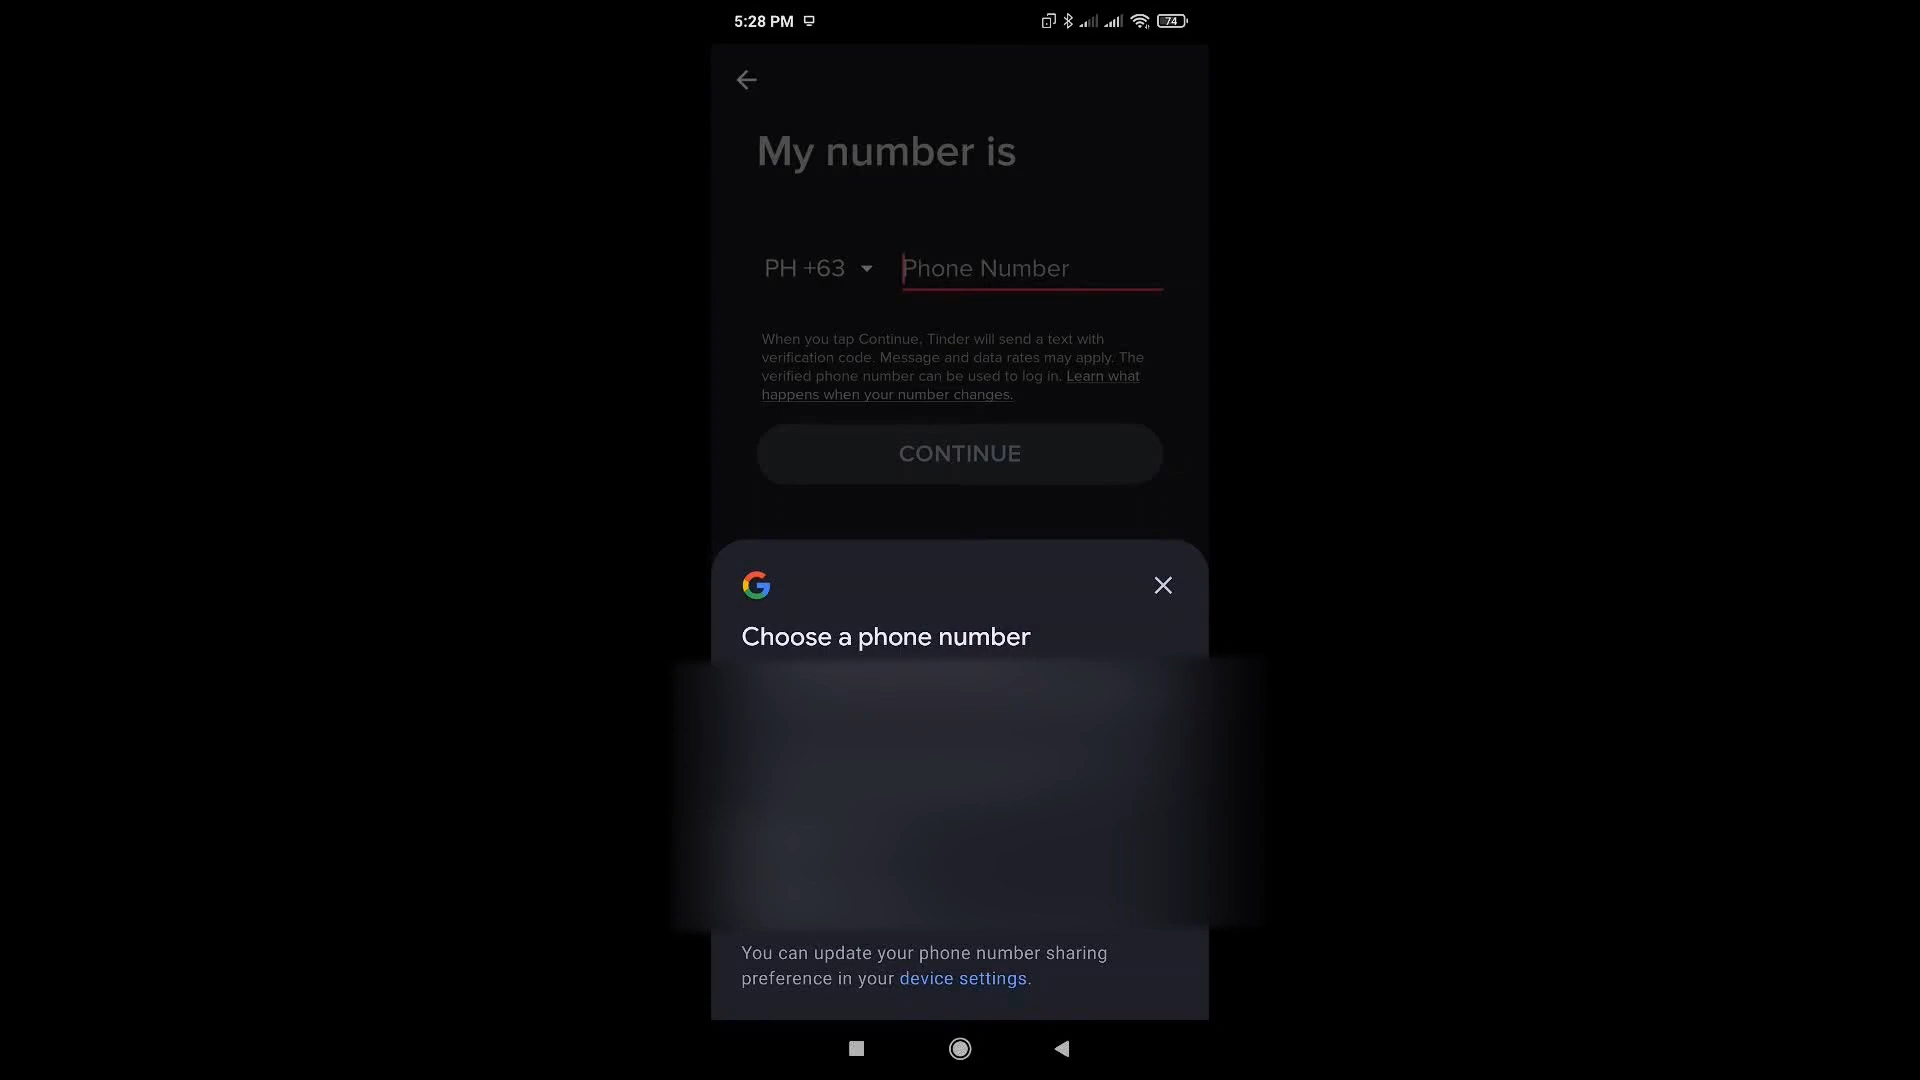 5:28 PM
74
My number is
PH +63 Phone Number
When you tap Continue, Tinder will send a text with
verification code. Message and data rates may apply. The
verified phone number can be used to log in. Learn what
happens when your number changes.
CONTINUE
Choose a phone number
You can update your phone number sharing
preference in your device settings.